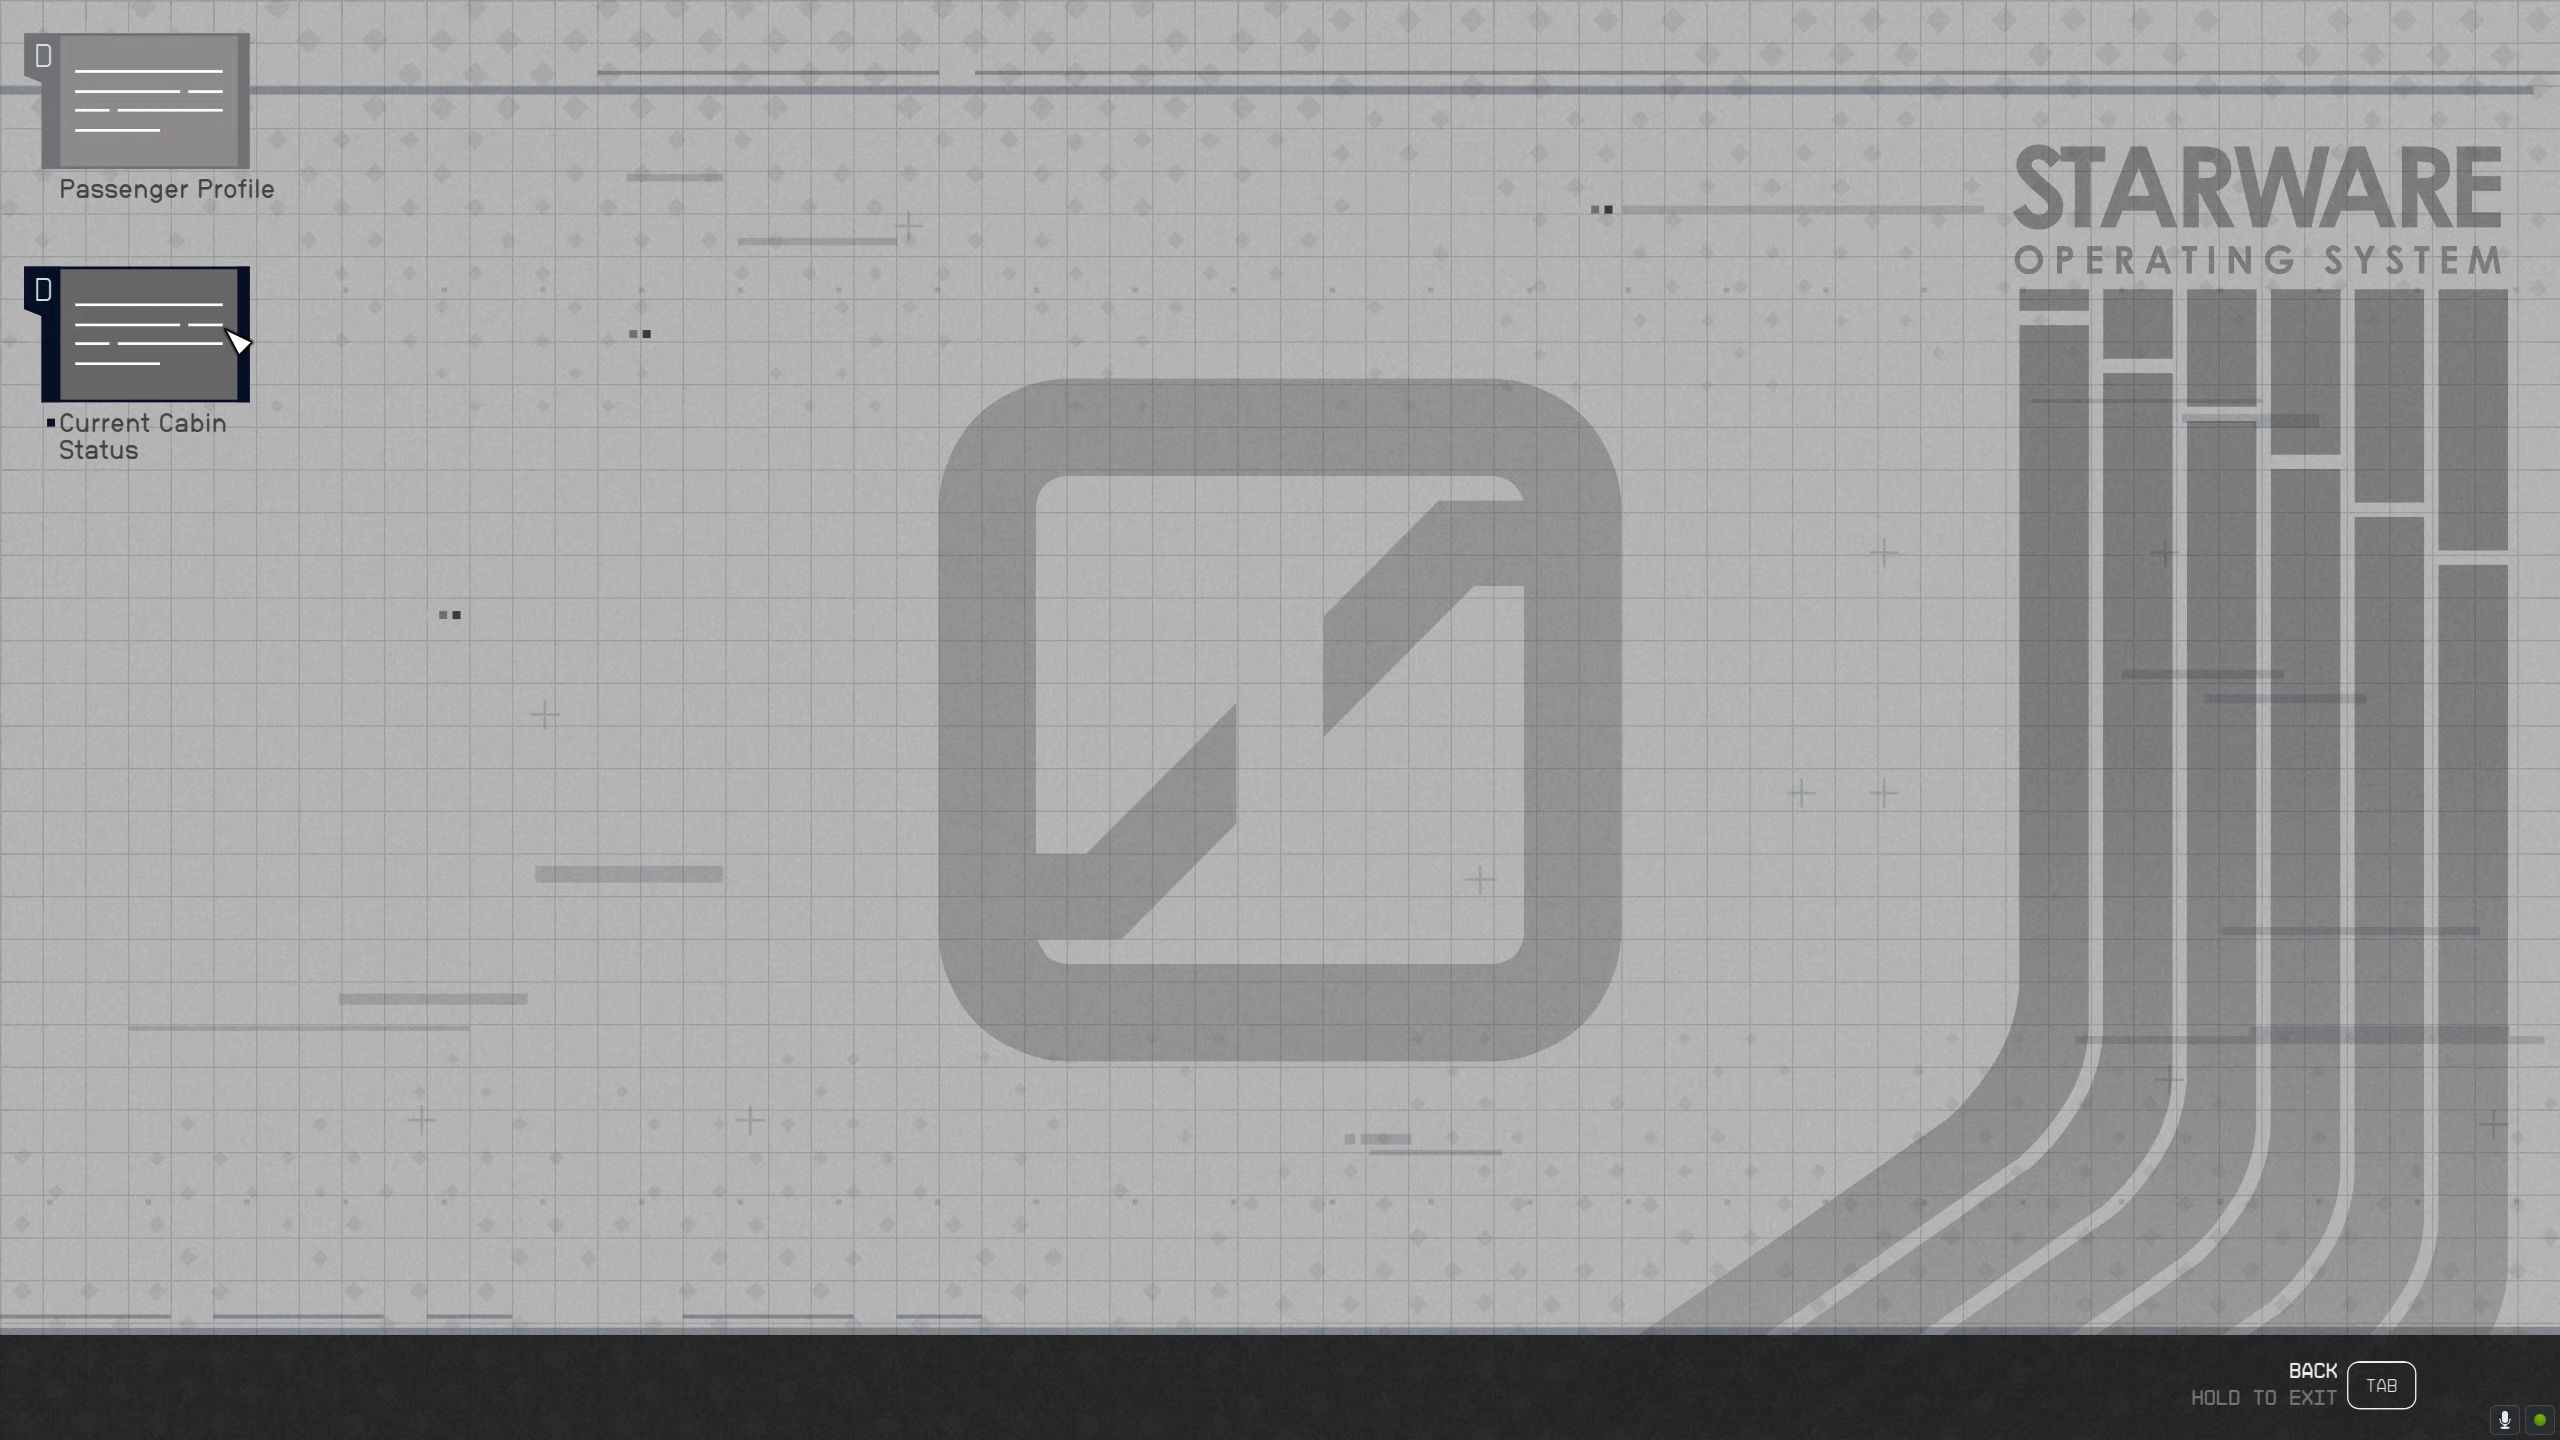 D
Passenger Profile
STARWARE
OPERATING SYSTEM
D
Current Cabin
Status
BACK
HOLD TO EXIT
TAB